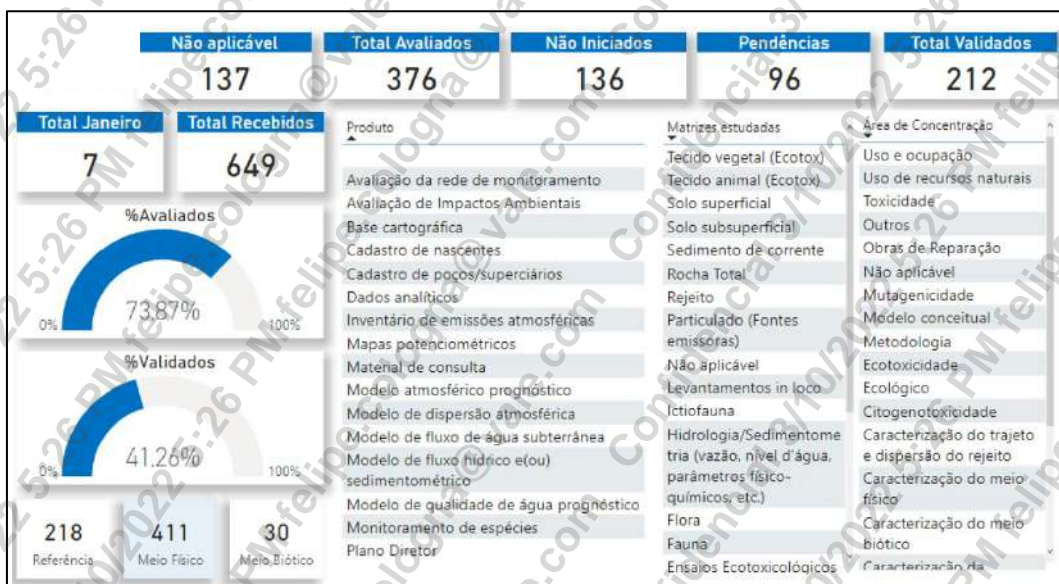 Não aplicável
137
Total Avaliados
376
Não Iniciados
136
Pendências
96
Total Validados
212
Total Janeiro
7
Total Recebidos
649
%Avaliados
73,87%
0%
100%
%Validados
41,26%
0%
100%
218
Referência
411
Meio Físico
30
Meio Biótico
Produto
Avaliação da rede de monitoramento
Avaliação de Impactos Ambientais
Base cartográfica
Cadastro de nascentes
Cadastro de poços/superciários
Dados analíticos
Inventário de emissões atmosféricas
Mapas potenciométricos
Material de consulta
Modelo atmosférico prognóstico
Modelo de dispersão atmosférica
Modelo de fluxo de água subterrânea
Modelo de fluxo hídrico e(ou)
sedimentométrico
Modelo de qualidade de água prognóstico
Monitoramento de espécies
Plano Diretor
Matrizes estudadas
Tecido vegetal (Ecotox)
Tecido animal (Ecotox)
Solo superficial
Solo subsuperficial
Sedimento de corrente
Rocha Total
Rejeito
Particulado (Fontes
emissoras)
Não aplicável
Levantamentos in loco
Ictiofauna
Hidrologia/Sedimentome
tria (vazão, nível d'água,
parâmetros físico-
químicos, etc.)
Flora
Fauna
Ensaios Ecotoxicológicos
Área de Concentração
Uso e ocupação
Uso de recursos naturais
Toxicidade
Outros
Obras de Reparação
Não aplicável
Mutagenicidade
Modelo conceitual
Metodologia
Ecotoxicidade
Ecológico
Citogenotoxicidade
Caracterização do trajeto
e dispersão do rejeito
Caracterização do meio
físico
Caracterização do meio
biótico
Caracterização da